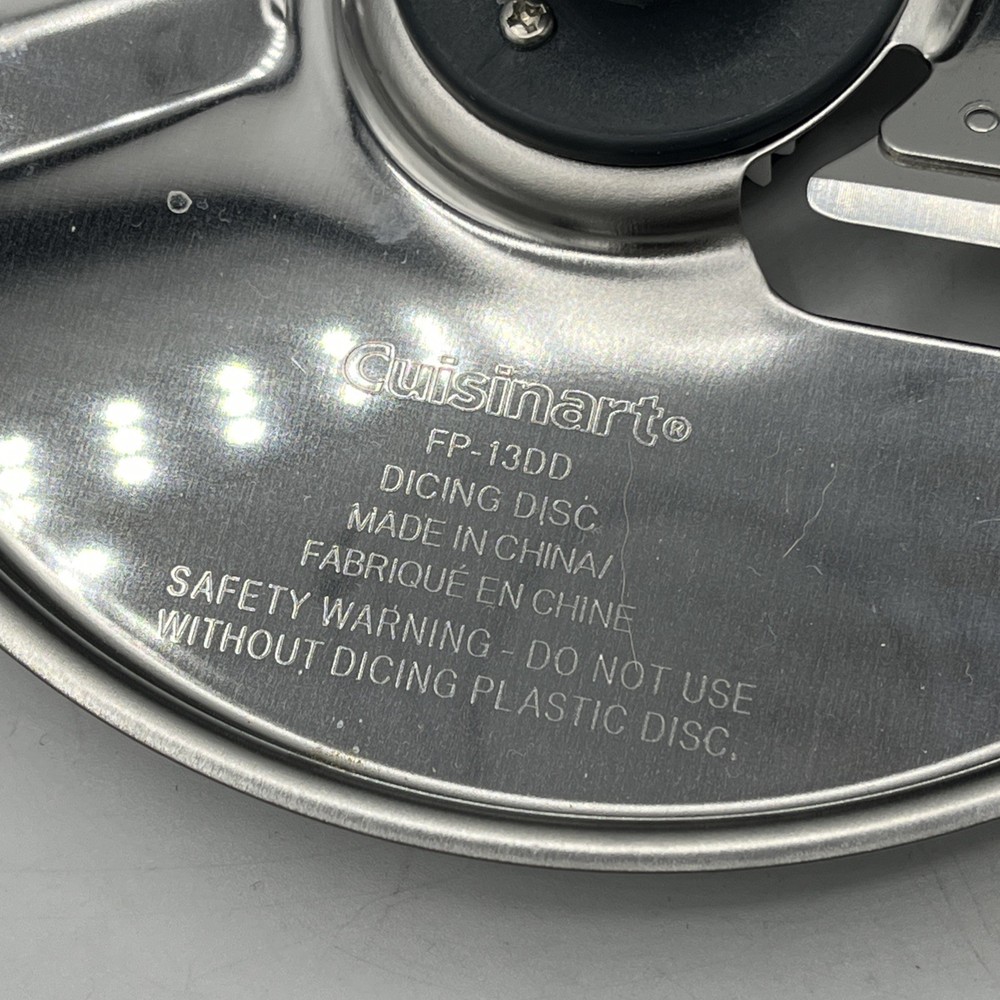 Cuisinart®
FP-13DD
DICING DISC
MADE IN CHINA/
FABRIQUÉ EN CHINE
SAFETY WARNING - DO NOT USE
WITHOUT DICING PLASTIC DISC.